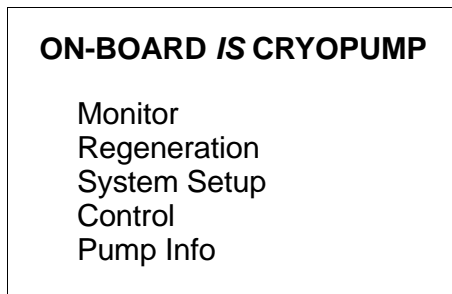 ON-BOARD IS CRYOPUMP
Monitor
Regeneration
System Setup
Control
Pump Info